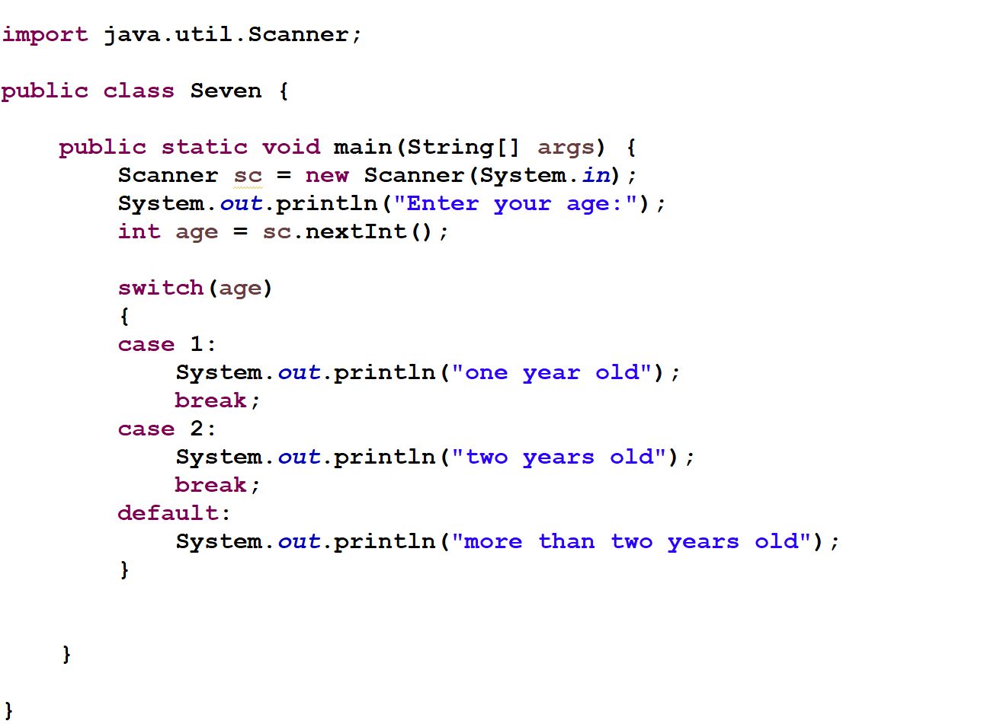 import java.util.Scanner;
public class Seven {
public static void main(String[] args) {
Scanner sc = new Scanner(System.in);
System.out.println("Enter your age:");
int age = sc.nextInt();
switch(age)
{
case 1:
System.out.println("one year old");
break;
case 2:
System.out.println("two years old");
break;
default:
System.out.println("more than two years old");
}
}
}